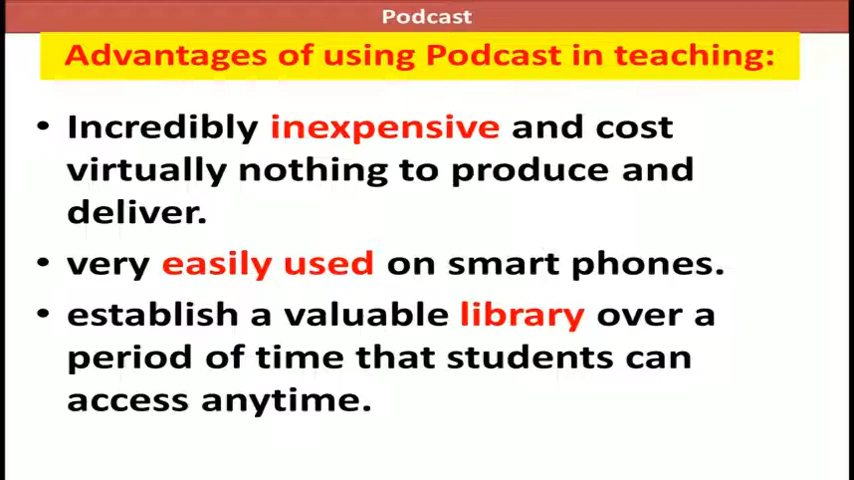 Podcast
Advantages of using Podcast in teaching:
• Incredibly inexpensive and cost
virtually nothing to produce and
deliver.
• very easily used on smart phones.
• establish a valuable library over a
period of time that students can
access anytime.